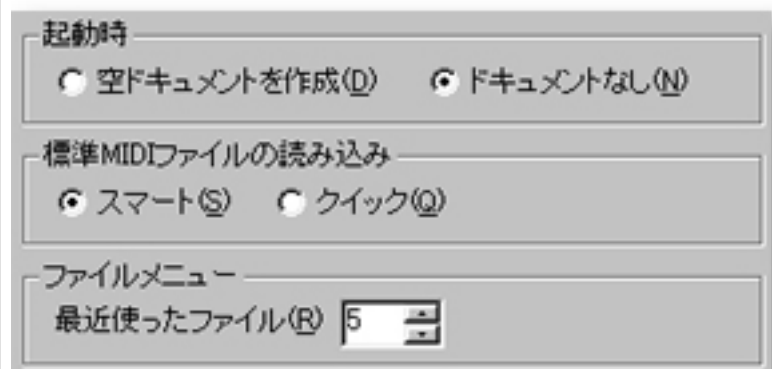 起動時
空ドキュメントを作成(D) ドキュメントなし(N)
標準MIDIファイルの読み込み
スマート(S) クイック(Q)
ファイルメニュー
最近使ったファイル(R) 5